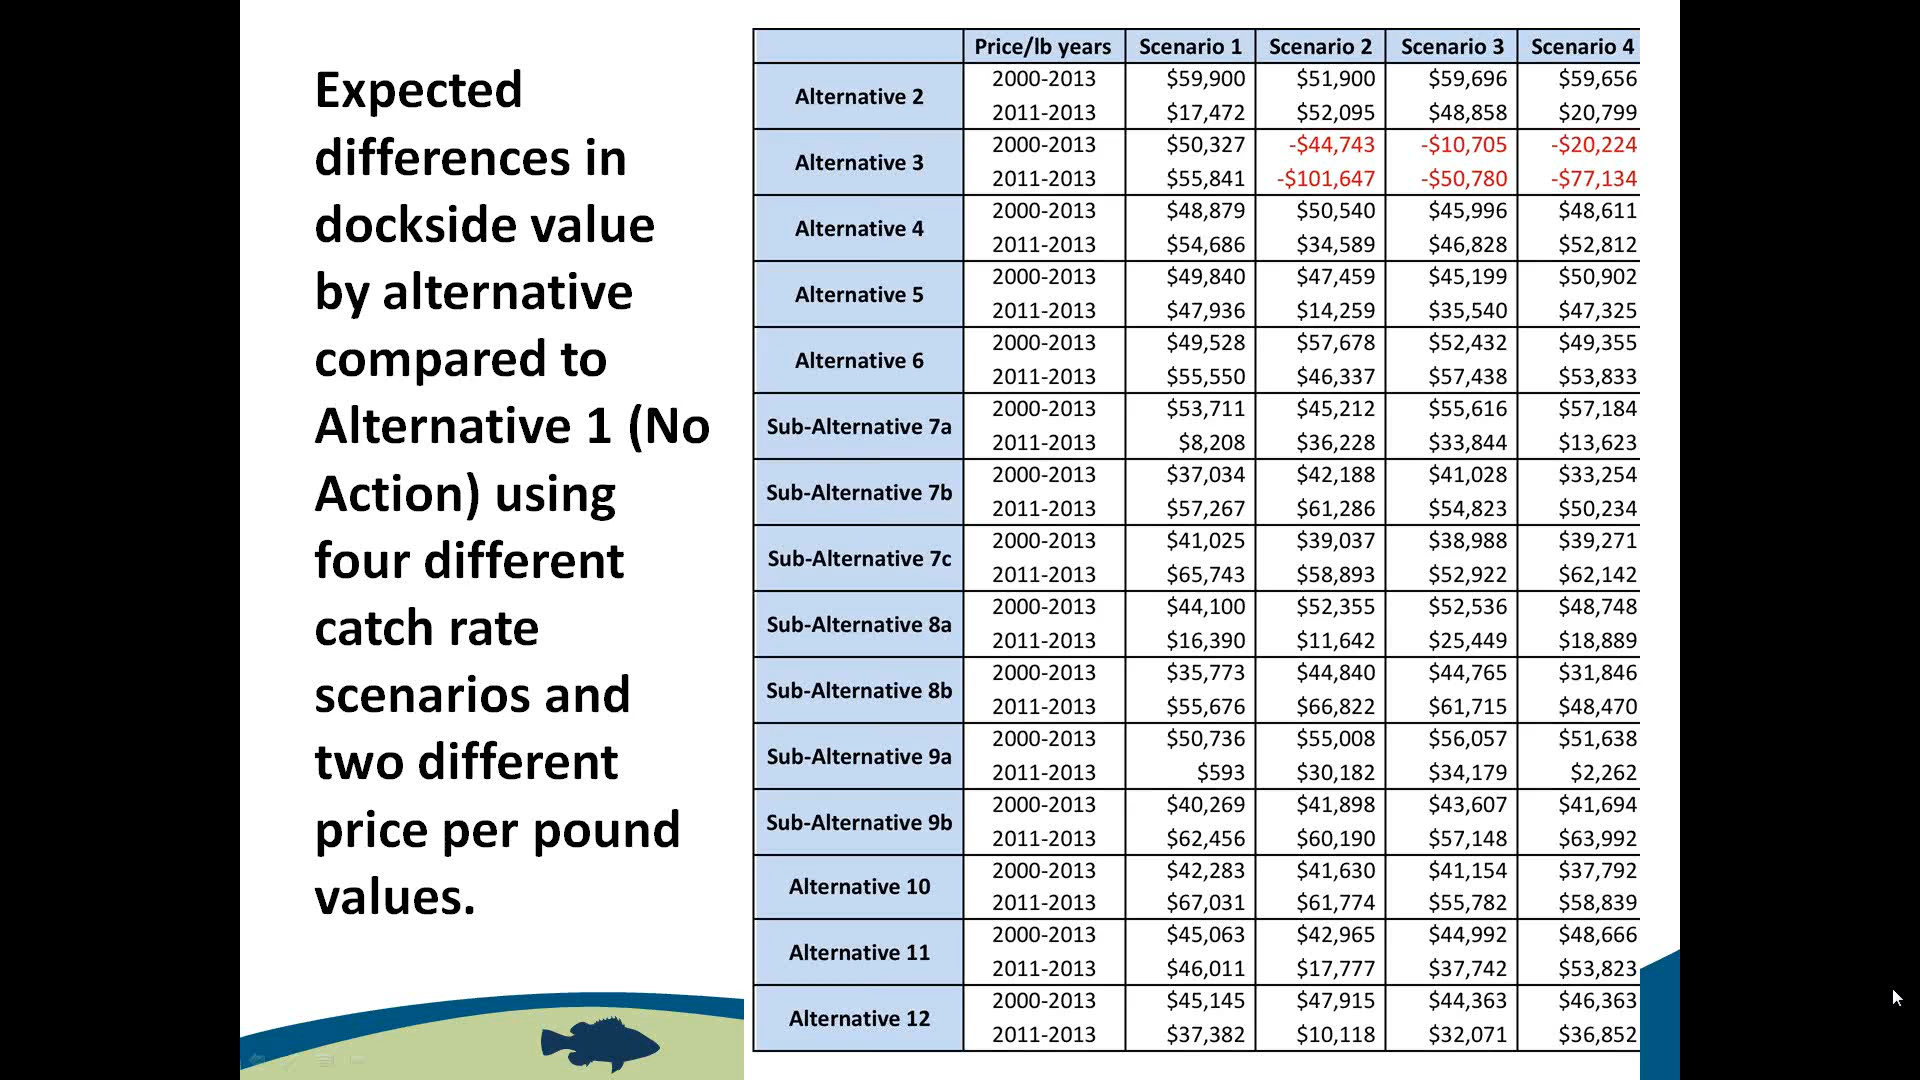 Expected
differences in
dockside value
by alternative
compared to
Alternative 1 (No
Action) using
four different
catch rate
scenarios and
two different
price per pound
values.
Price/lb years Scenario 1 Scenario 2 Scenario 3 Scenario 4
Alternative 2
2000-2013 $59,900 $51,900 $59,696 $59,656
2011-2013 $17,472 $52,095 $48,858 $20,799
Alternative 3
2000-2013 $50,327 -$44,743 -$10,705 -$20,224
2011-2013 $55,841 -$101,647 -$50,780 -$77,134
Alternative 4
2000-2013 $48,879 $50,540 $45,996 $48,611
2011-2013 $54,686 $34,589 $46,828 $52,812
Alternative 5
2000-2013 $49,840 $47,459 $45,199 $50,902
2011-2013 $47,936 $14,259 $35,540 $47,325
Alternative 6
2000-2013 $49,528 $57,678 $52,432 $49,355
2011-2013 $55,550 $46,337 $57,438 $53,833
Sub-Alternative 7a
2000-2013 $53,711 $45,212 $55,616 $57,184
2011-2013 $8,208 $36,228 $33,844 $13,623
Sub-Alternative 7b
2000-2013 $37,034 $42,188 $41,028 $33,254
2011-2013 $57,267 $61,286 $54,823 $50,234
Sub-Alternative 7c
2000-2013 $41,025 $39,037 $38,988 $39,271
2011-2013 $65,743 $58,893 $52,922 $62,142
Sub-Alternative 8a
2000-2013 $44,100 $52,355 $52,536 $48,748
2011-2013 $16,390 $11,642 $25,449 $18,889
Sub-Alternative 8b
2000-2013 $35,773 $44,840 $44,765 $31,846
2011-2013 $55,676 $66,822 $61,715 $48,470
Sub-Alternative 9a
2000-2013 $50,736 $55,008 $56,057 $51,638
2011-2013 $593 $30,182 $34,179 $2,262
Sub-Alternative 9b
2000-2013 $40,269 $41,898 $43,607 $41,694
2011-2013 $62,456 $60,190 $57,148 $63,992
Alternative 10
2000-2013 $42,283 $41,630 $41,154 $37,792
2011-2013 $67,031 $61,774 $55,782 $58,839
Alternative 11
2000-2013 $45,063 $42,965 $44,992 $48,666
2011-2013 $46,011 $17,777 $37,742 $53,823
Alternative 12
2000-2013 $45,145 $47,915 $44,363 $46,363
2011-2013 $37,382 $10,118 $32,071 $36,852